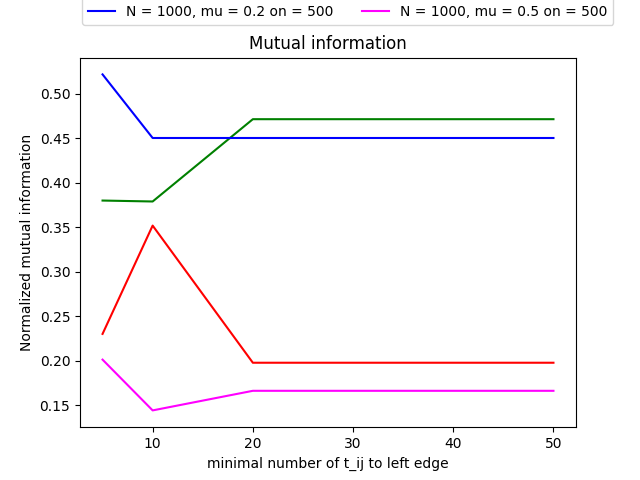 N = 1000, mu = 0.2 on = 500 N = 1000, mu = 0.5 on = 500
Mutual information
Normalized mutual information
0.50
0.45
0.40
0.35
0.30
0.25
0.20
0.15
10 20 30 40 50
minimal number of t_ij to left edge